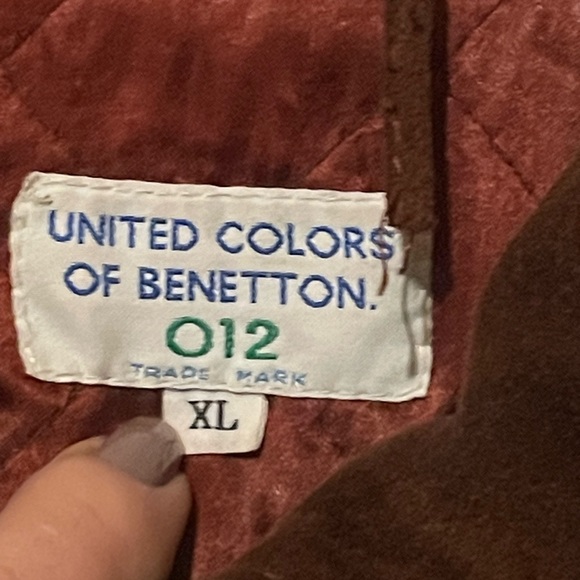 UNITED COLORS
OF BENETTON.
012
TRADE MARK
XL